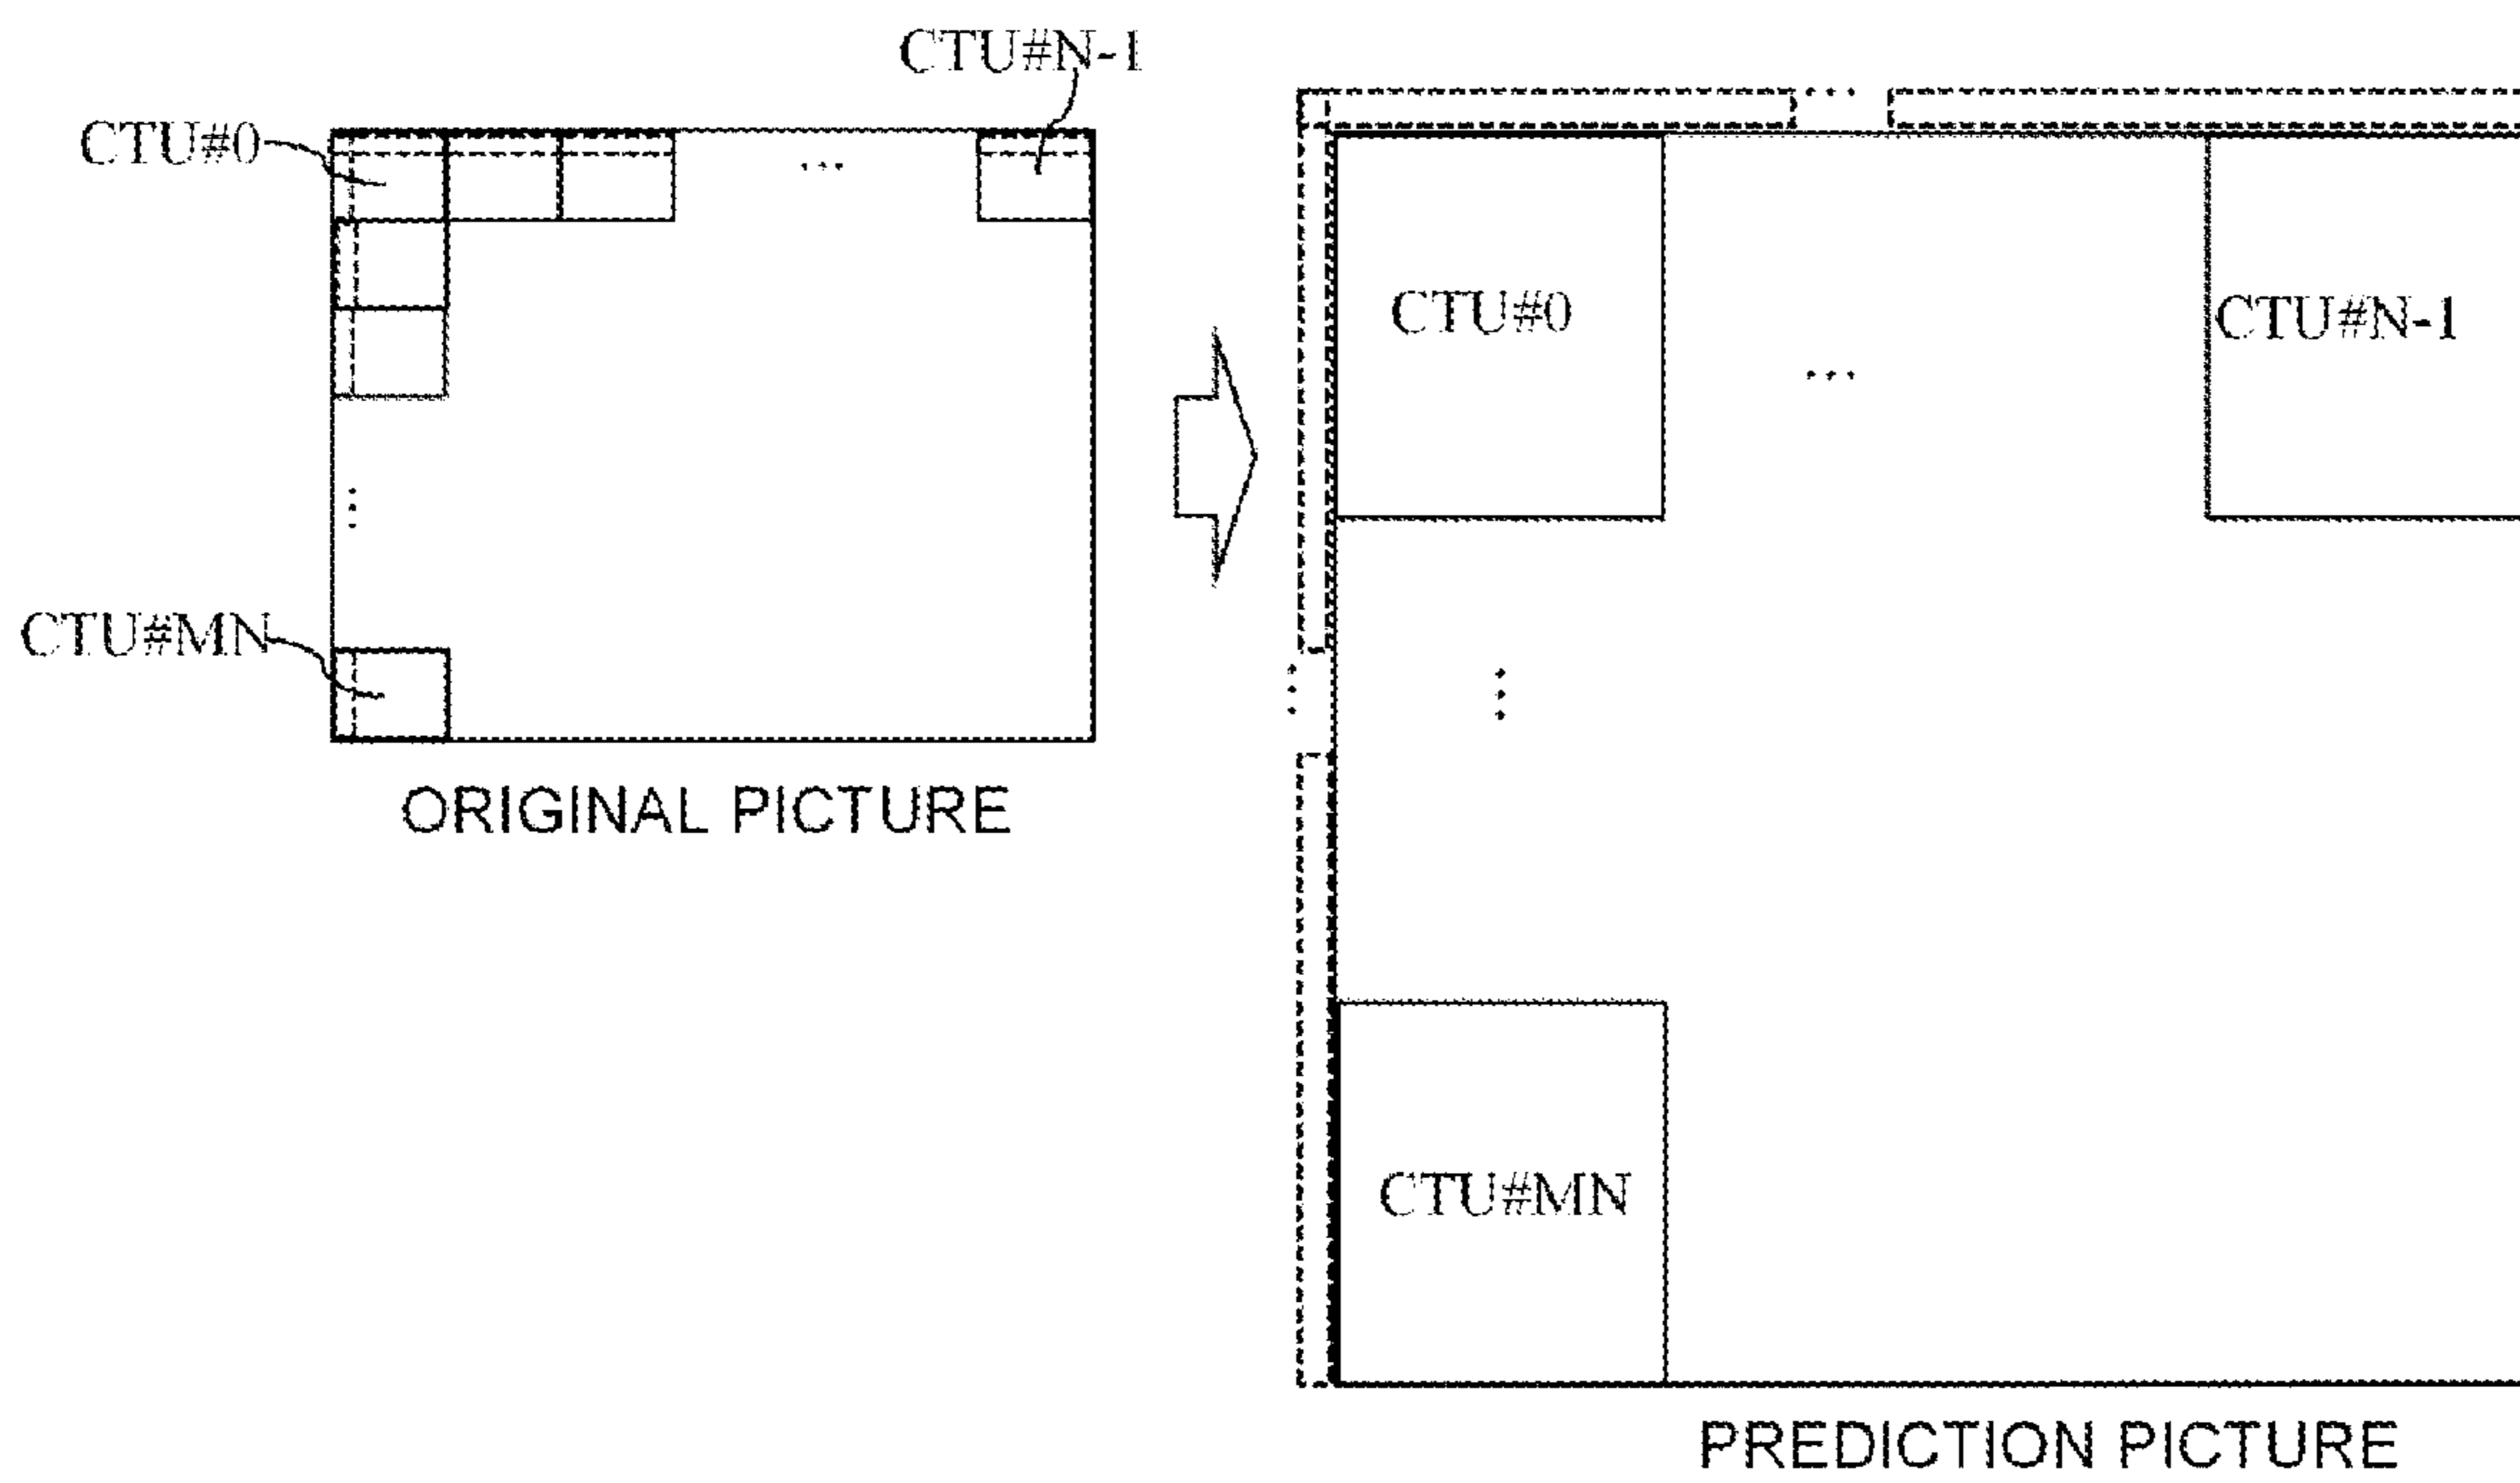 CTU#N-1
CTU#0
CTU#MN
ORIGINAL PICTURE
CTU#0
CTU#N-1
CTU#MN
PREDICTION PICTURE